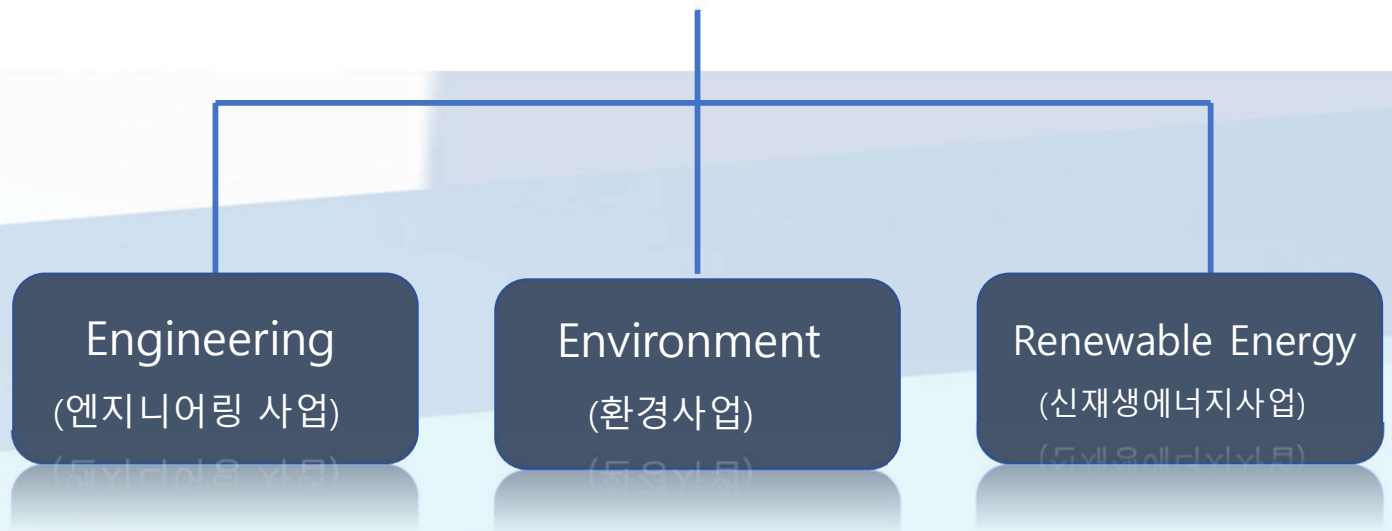 Engineering
(엔지니어링 사업)
Environment
(환경사업)
Renewable Energy
(신재생에너지사업)